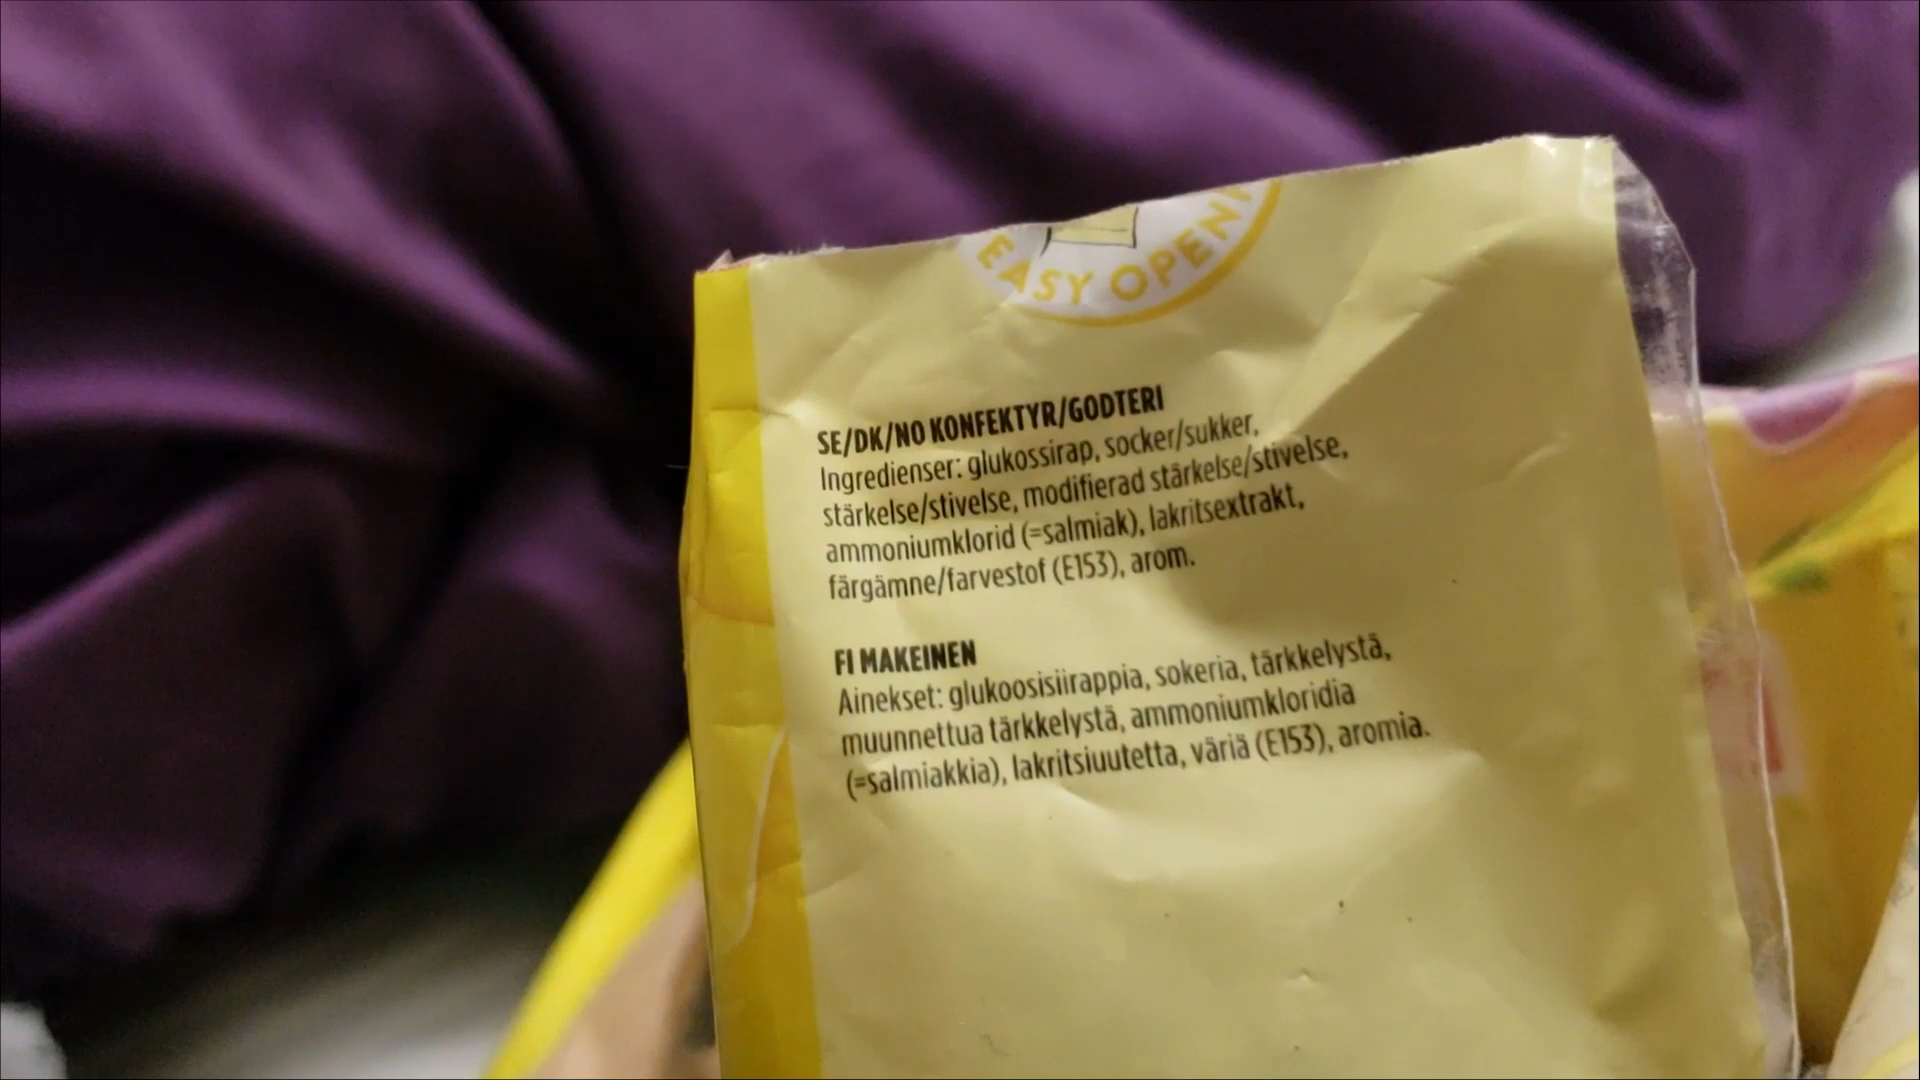 EASY OPEN
SE/DK/NO KONFEKTYR/GODTERI
Ingredienser: glukossirap, socker/sukker,
stärkelse/stivelse, modifierad stärkelse/stivelse,
ammoniumklorid (=salmiak), lakritsextrakt,
färgämne/farvestof (E153), arom.
FI MAKEINEN
Ainekset: glukoosisiirappia, sokeria, tärkkelystä,
muunnettua tärkkelystä, ammoniumkloridia
(=salmiakkia), lakritsiuutetta, väriä (E153), aromia.